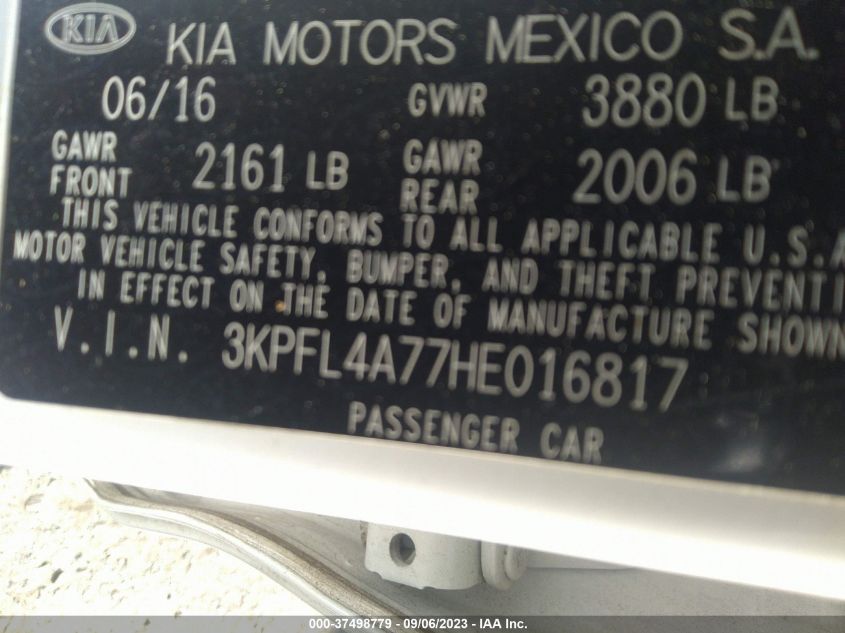 KIA KIA MOTORS MEXICO S.A.
06/16 GVWR 3880 LB
GAWR FRONT 2161 LB GAWR REAR 2006 LB
THIS VEHICLE CONFORMS TO ALL APPLICABLE U.S.A
MOTOR VEHICLE SAFETY, BUMPER, AND THEFT PREVENTI
IN EFFECT ON THE DATE OF MANUFACTURE SHOWN
V.I.N. 3KPFL4A77HE016817
PASSENGER CAR
000-37498779 - 09/06/2023 - IAA Inc.